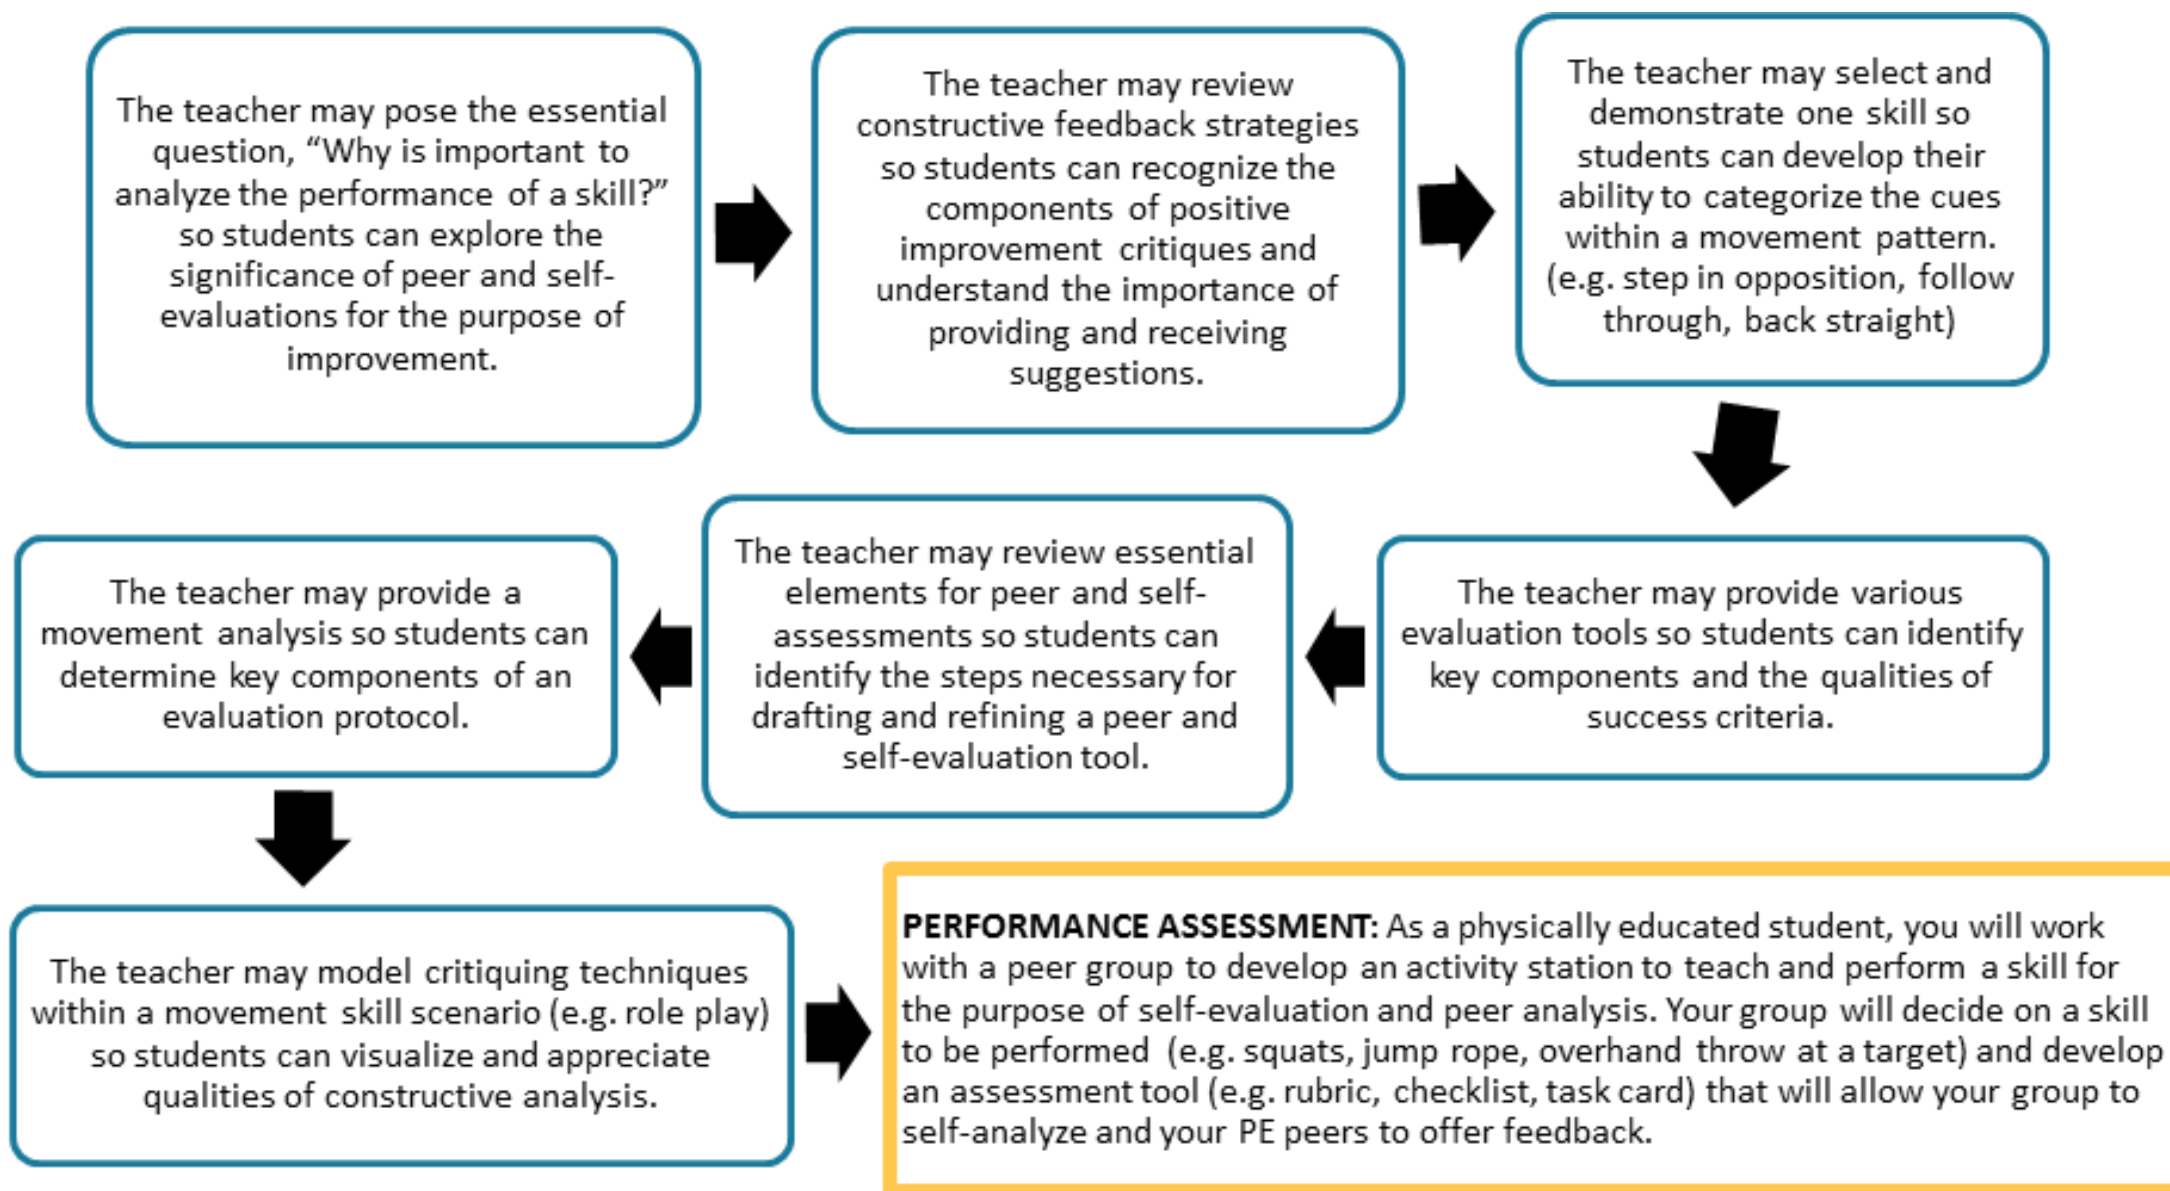 The teacher may pose the essential
question, “Why is important to
analyze the performance of a skill?”
so students can explore the
significance of peer and self-
evaluations for the purpose of
improvement.
The teacher may review
constructive feedback strategies
so students can recognize the
components of positive
improvement critiques and
understand the importance of
providing and receiving
suggestions.
The teacher may select and
demonstrate one skill so
students can develop their
ability to categorize the cues
within a movement pattern.
(e.g. step in opposition, follow
through, back straight)
The teacher may provide various
evaluation tools so students can identify
key components and the qualities of
success criteria.
The teacher may review essential
elements for peer and self-
assessments so students can
identify the steps necessary for
drafting and refining a peer and
self-evaluation tool.
The teacher may provide a
movement analysis so students can
determine key components of an
evaluation protocol.
The teacher may model critiquing techniques
within a movement skill scenario (e.g. role play)
so students can visualize and appreciate
qualities of constructive analysis.
PERFORMANCE ASSESSMENT: As a physically educated student, you will work
with a peer group to develop an activity station to teach and perform a skill for
the purpose of self-evaluation and peer analysis. Your group will decide on a skill
to be performed (e.g. squats, jump rope, overhand throw at a target) and develop
an assessment tool (e.g. rubric, checklist, task card) that will allow your group to
self-analyze and your PE peers to offer feedback.